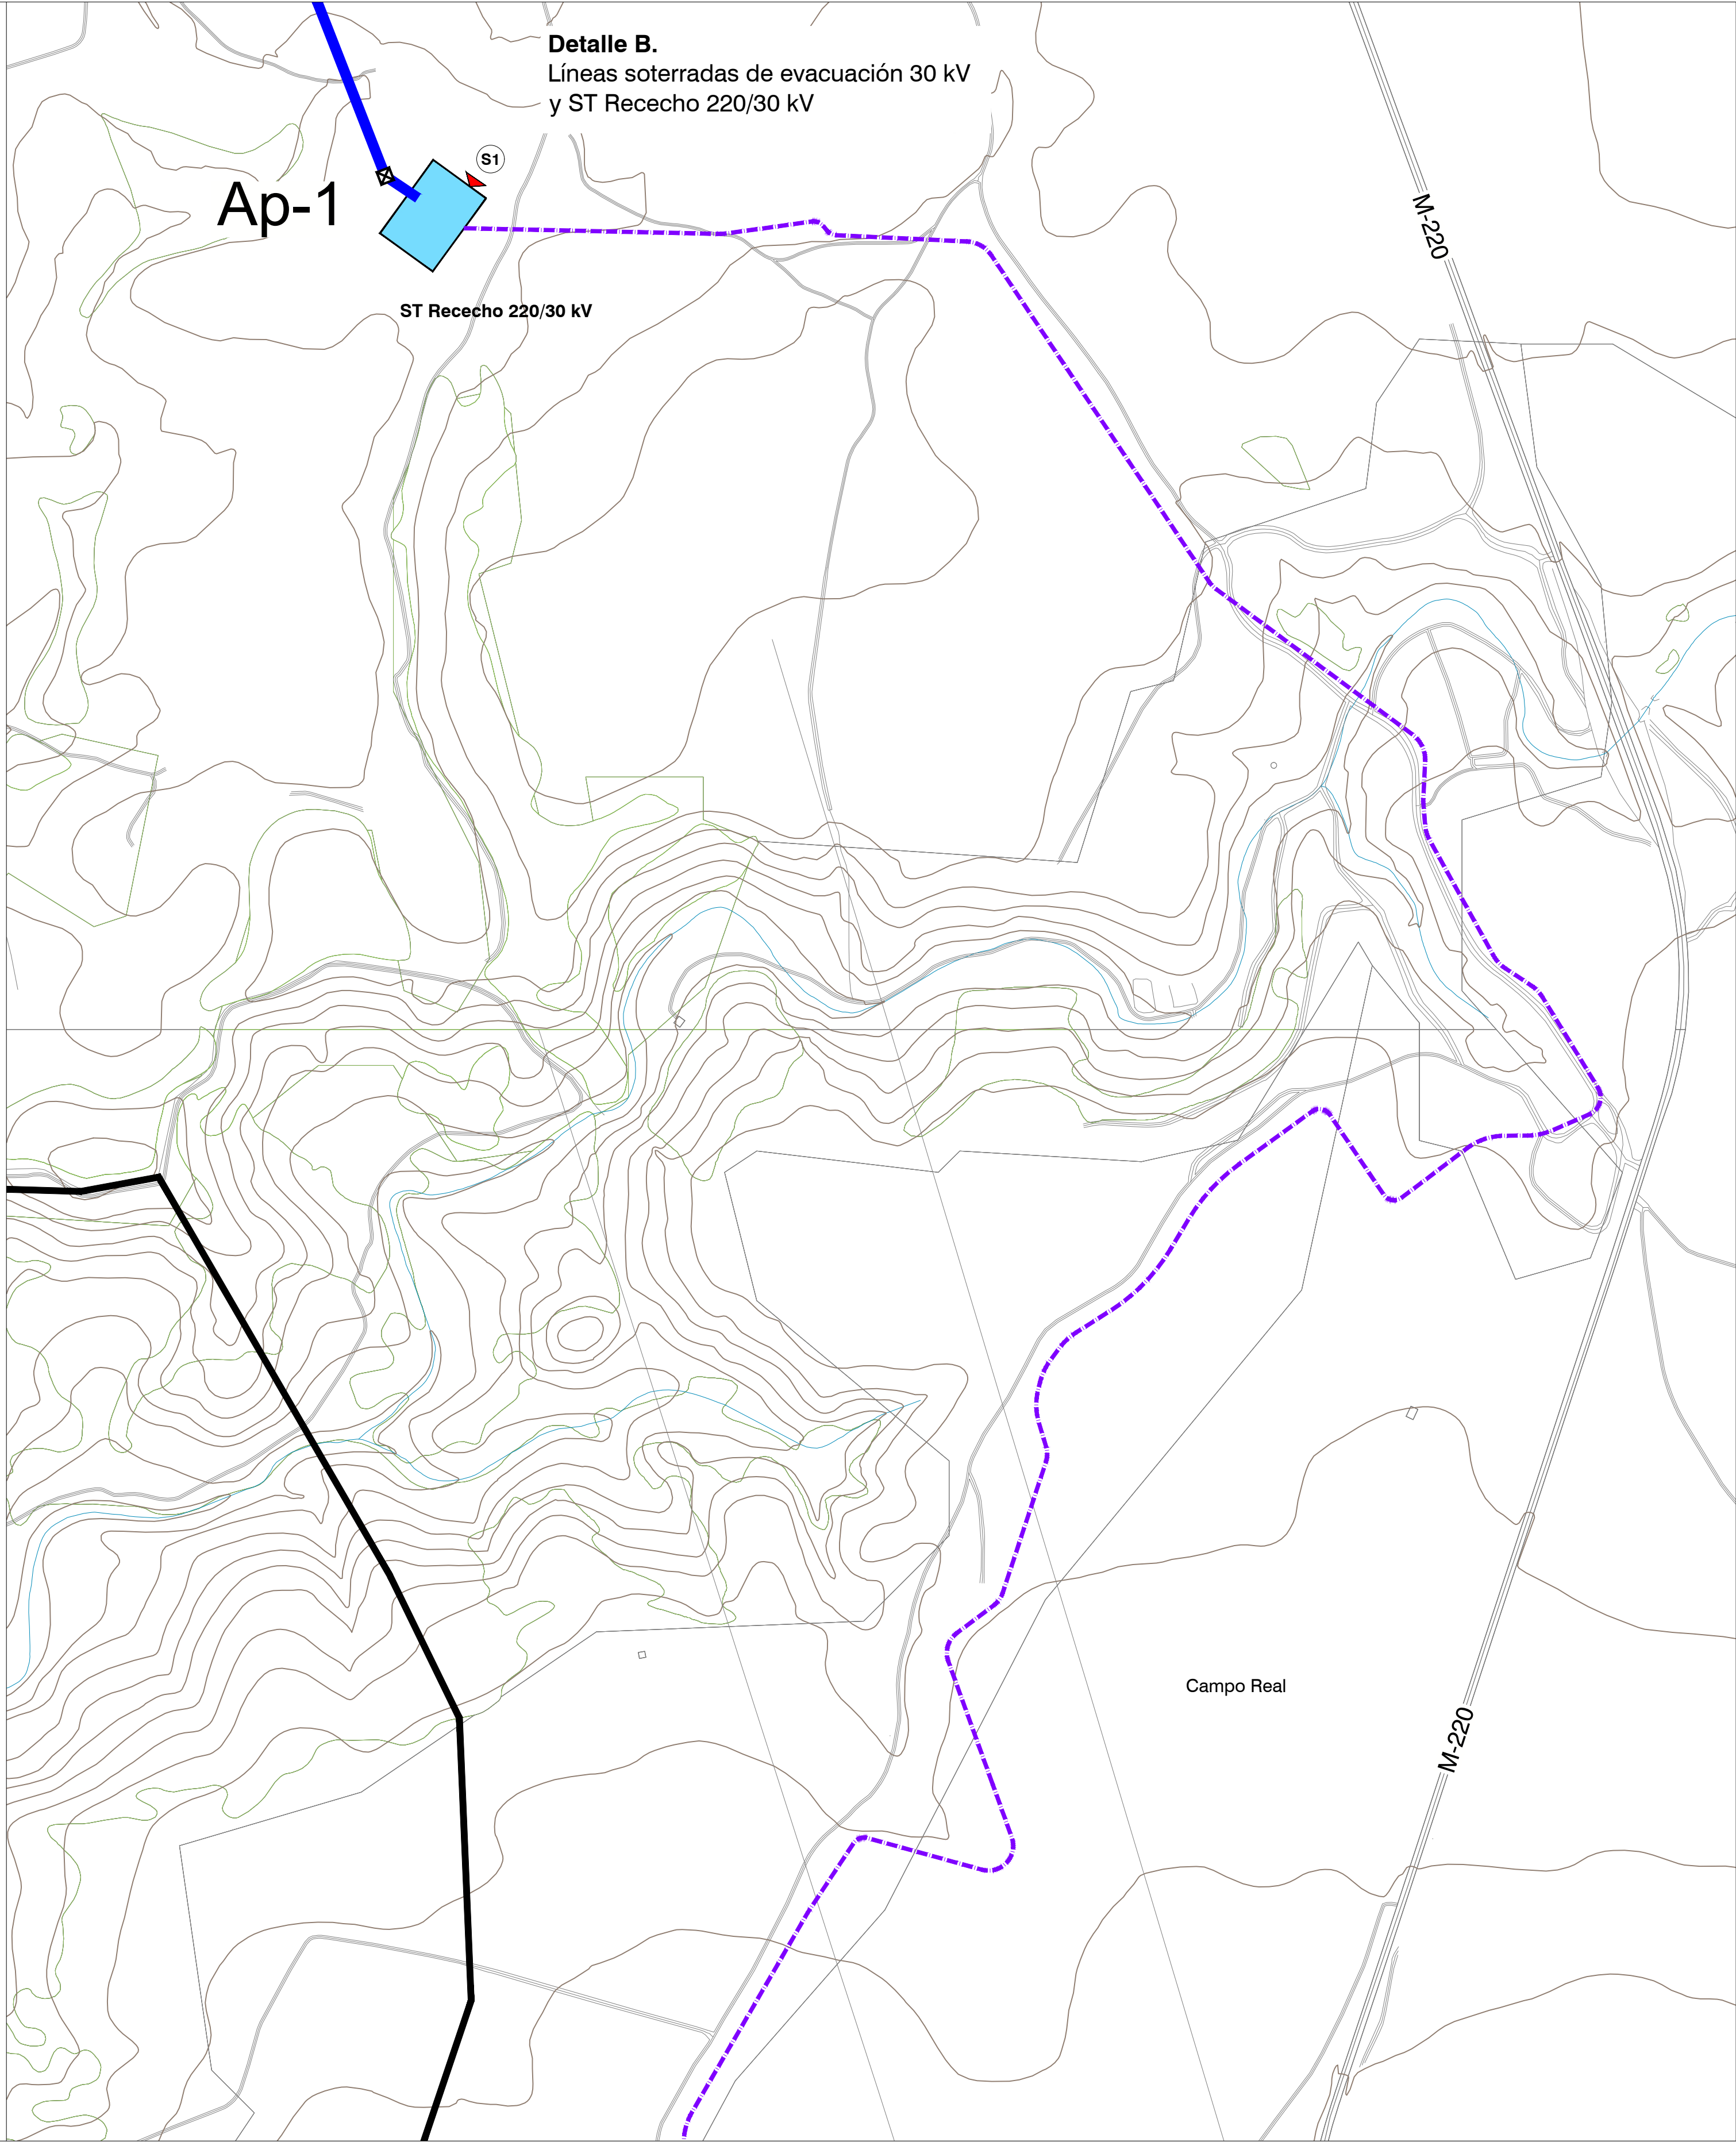 Detalle B.
Líneas soterradas de evacuación 30 kV
y ST Rececho 220/30 kV
S1
Ap-1
M-220
ST Rececho 220/30 kV
Campo Real
M-220